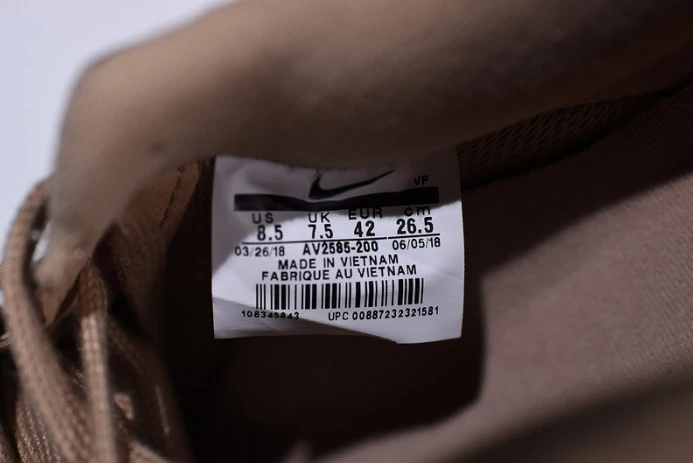 VF
US UK EUR cm
8.5 7.5 42 26.5
03/26/18 AV2585-200 06/05/18
MADE IN VIETNAM
FABRIQUE AU VIETNAM
108345843 UPC 00887232321581